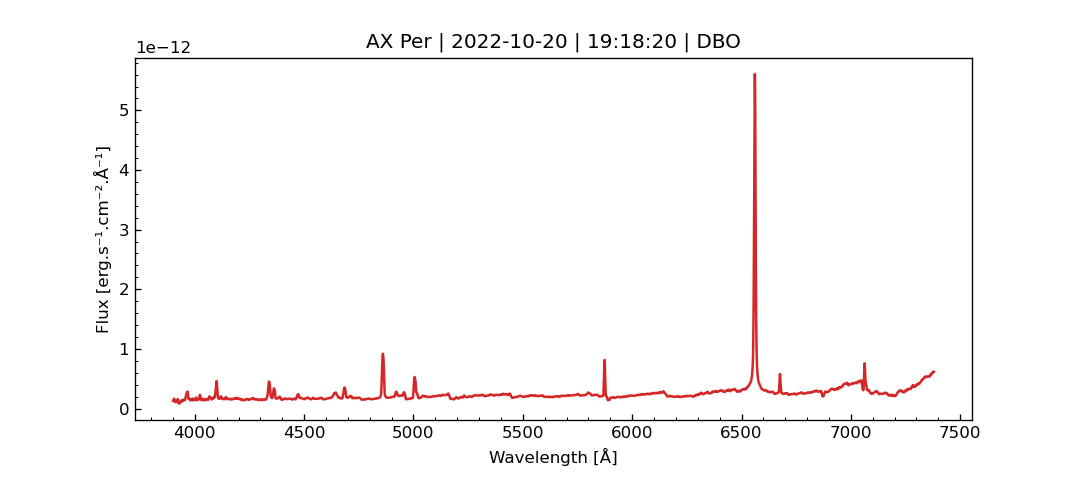 AX Per | 2022-10-20 | 19:18:20 | DBO
1e−12
5
4
3
2
1
0
Flux [erg.s⁻¹.cm⁻².Å⁻¹]
4000 4500 5000 5500 6000 6500 7000 7500
Wavelength [Å]